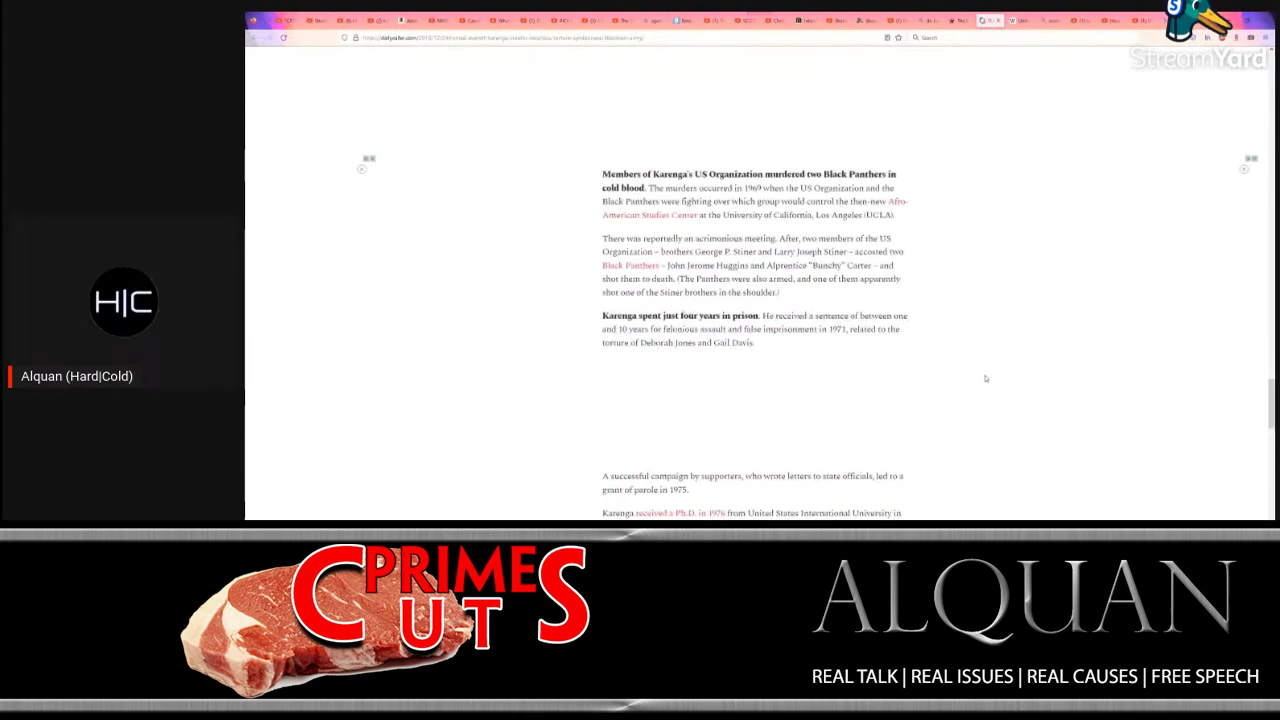 Search
StreamYard
Members of Karenga's US Organization murdered two Black Panthers in
cold blood. The murders occurred in 1969 when the US Organization and the
Black Panthers were fighting over which group would control the then-new Afro-
American Studies Center at the University of California, Los Angeles (UCLA).
There was reportedly an acrimonious meeting. After, two members of the US
Organization – brothers George P. Stiner and Larry Joseph Stiner – accosted two
Black Panthers – John Jerome Huggins and Alprentice "Bunchy" Carter – and
shot them to death. (The Panthers were also armed, and one of them apparently
shot one of the Stiner brothers in the shoulder.)
Karenga spent just four years in prison. He received a sentence of between one
and 10 years for felonious assault and false imprisonment in 1971, related to the
torture of Deborah Jones and Gail Davis.
A successful campaign by supporters, who wrote letters to state officials, led to a
grant of parole in 1975.
Karenga received a Ph.D. in 1976 from United States International University in
H|C
Alquan (Hard|Cold)
PRIME
CUTS
ALQUAN
REAL TALK | REAL ISSUES | REAL CAUSES | FREE SPEECH